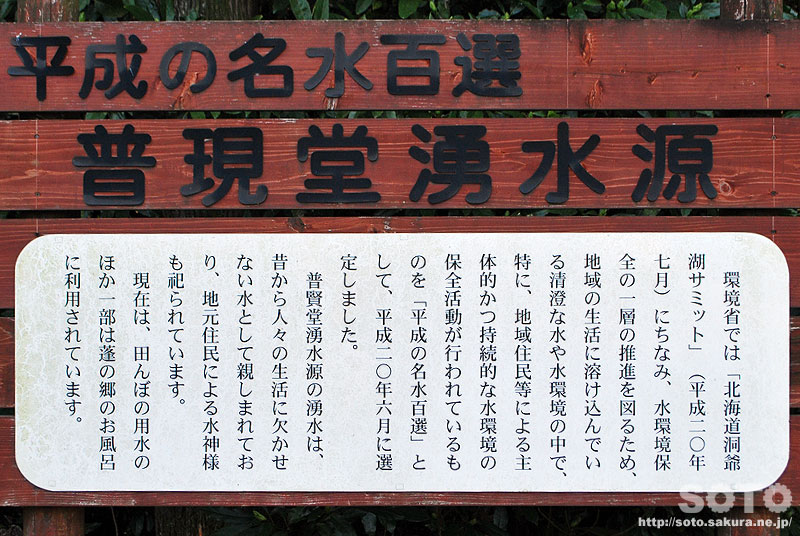 平成の名水百選
普現堂湧水源
環境省では「北海道洞爺
湖サミット」（平成二〇年
七月）にちなみ、水環境保
全の一層の推進を図るため、
地域の生活に溶け込んでい
る清澄な水や水環境の中で、
特に、地域住民等による主
体的かつ持続的な水環境の
保全活動が行われているも
のを「平成の名水百選」と
して、平成二〇年六月に選
定しました。
普賢堂湧水源の湧水は、
昔から人々の生活に欠かせ
ない水として親しまれてお
り、地元住民による水神様
も祀られています。
現在は、田んぼの用水の
ほか一部は蓬の郷のお風呂
に利用されています。
SOTO
http://soto.sakura.ne.jp/